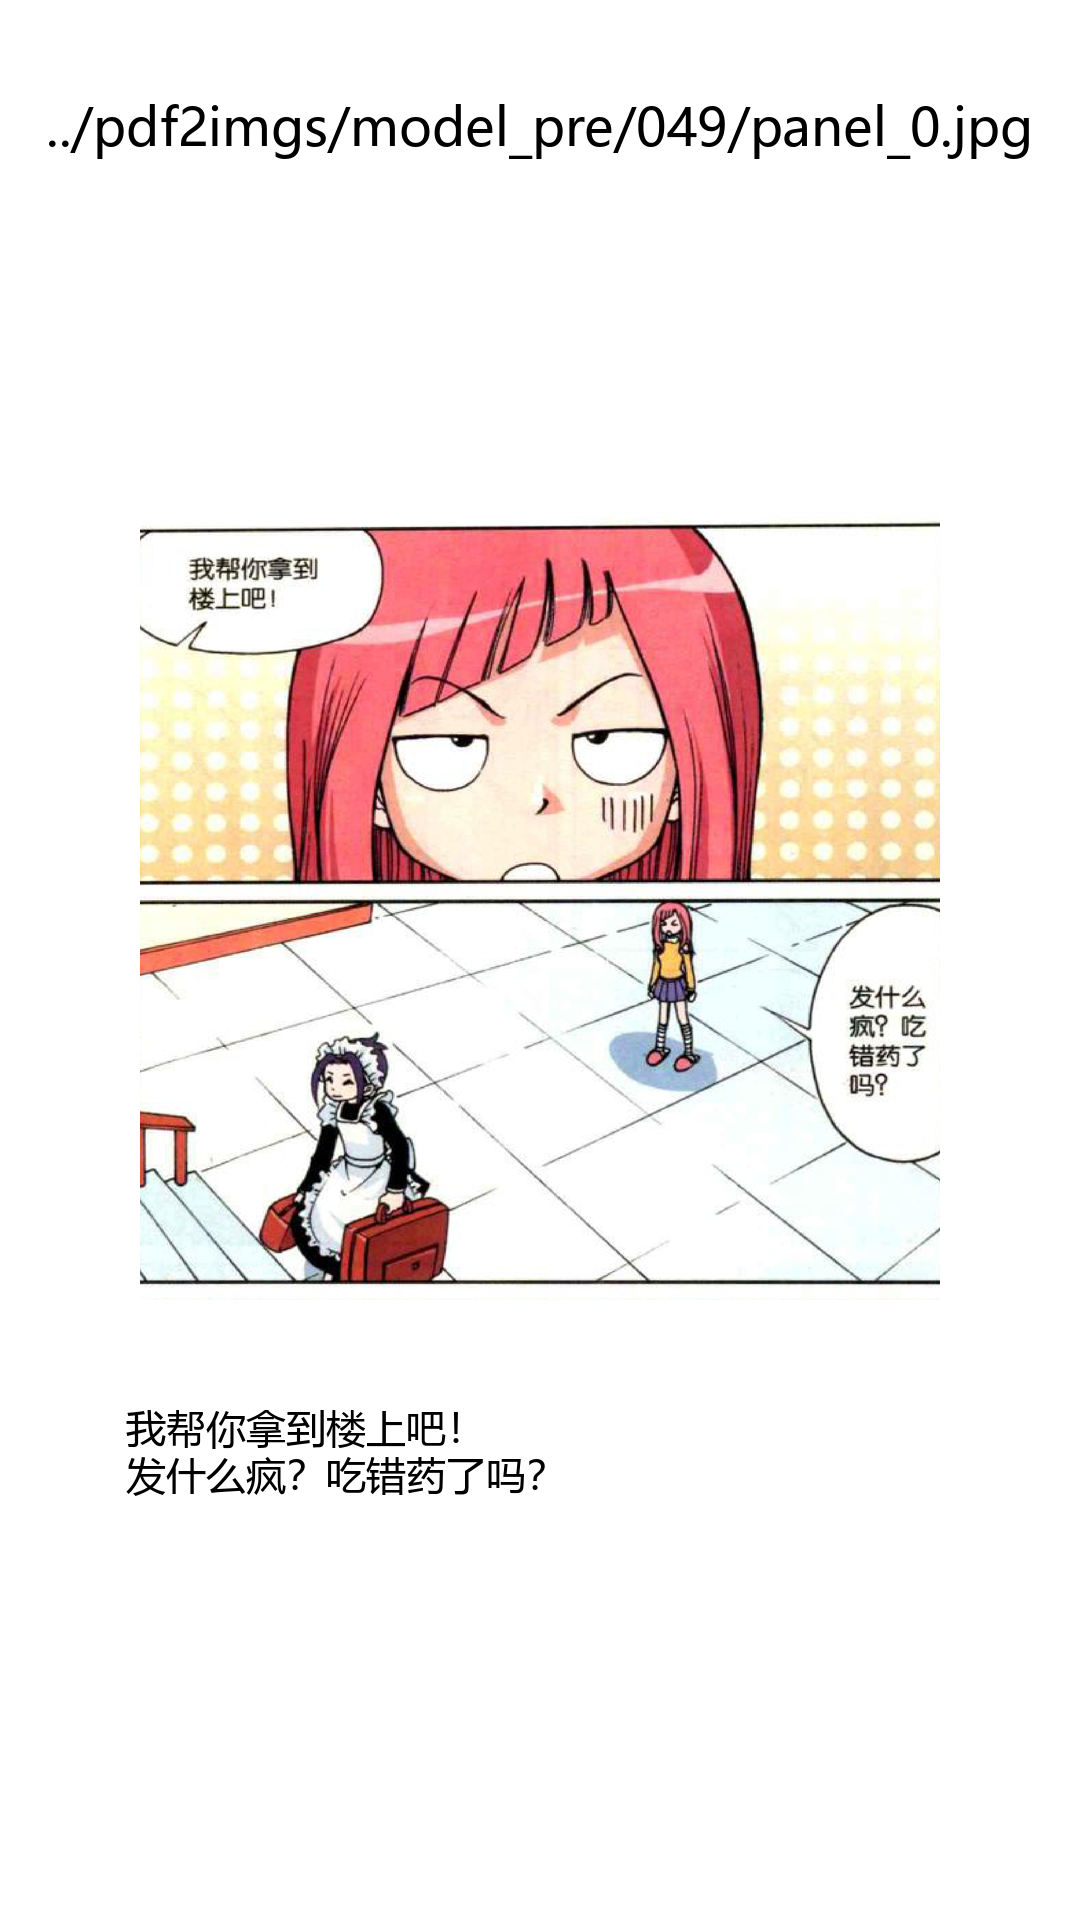 ../pdf2imgs/model_pre/049/panel_0.jpg
我帮你拿到
楼上吧！
发什么
疯？吃
错药了
吗？
我帮你拿到楼上吧！
发什么疯？吃错药了吗？